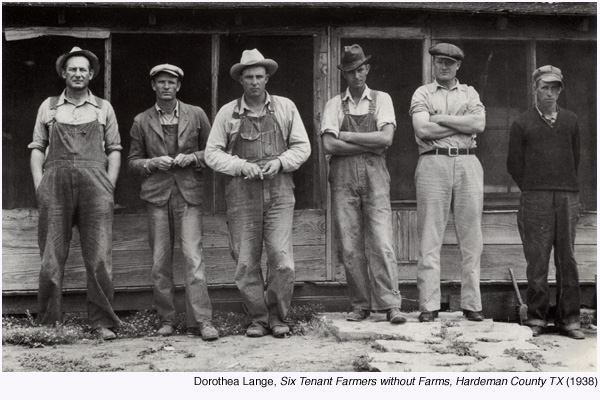 Dorothea Lange, Six Tenant Farmers without Farms, Hardeman County TX (1938)